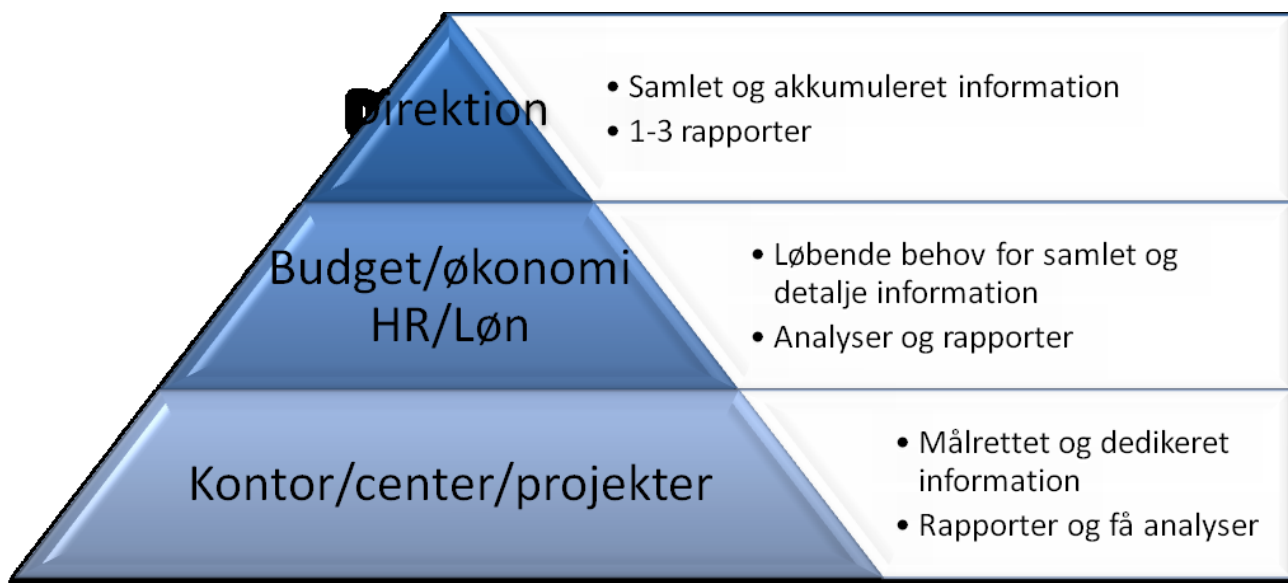 Direktion
• Samlet og akkumuleret information
• 1-3 rapporter
Budget/økonomi
HR/Løn
• Løbende behov for samlet og
detalje information
• Analyser og rapporter
Kontor/center/projekter
• Målrettet og dedikeret
information
• Rapporter og få analyser